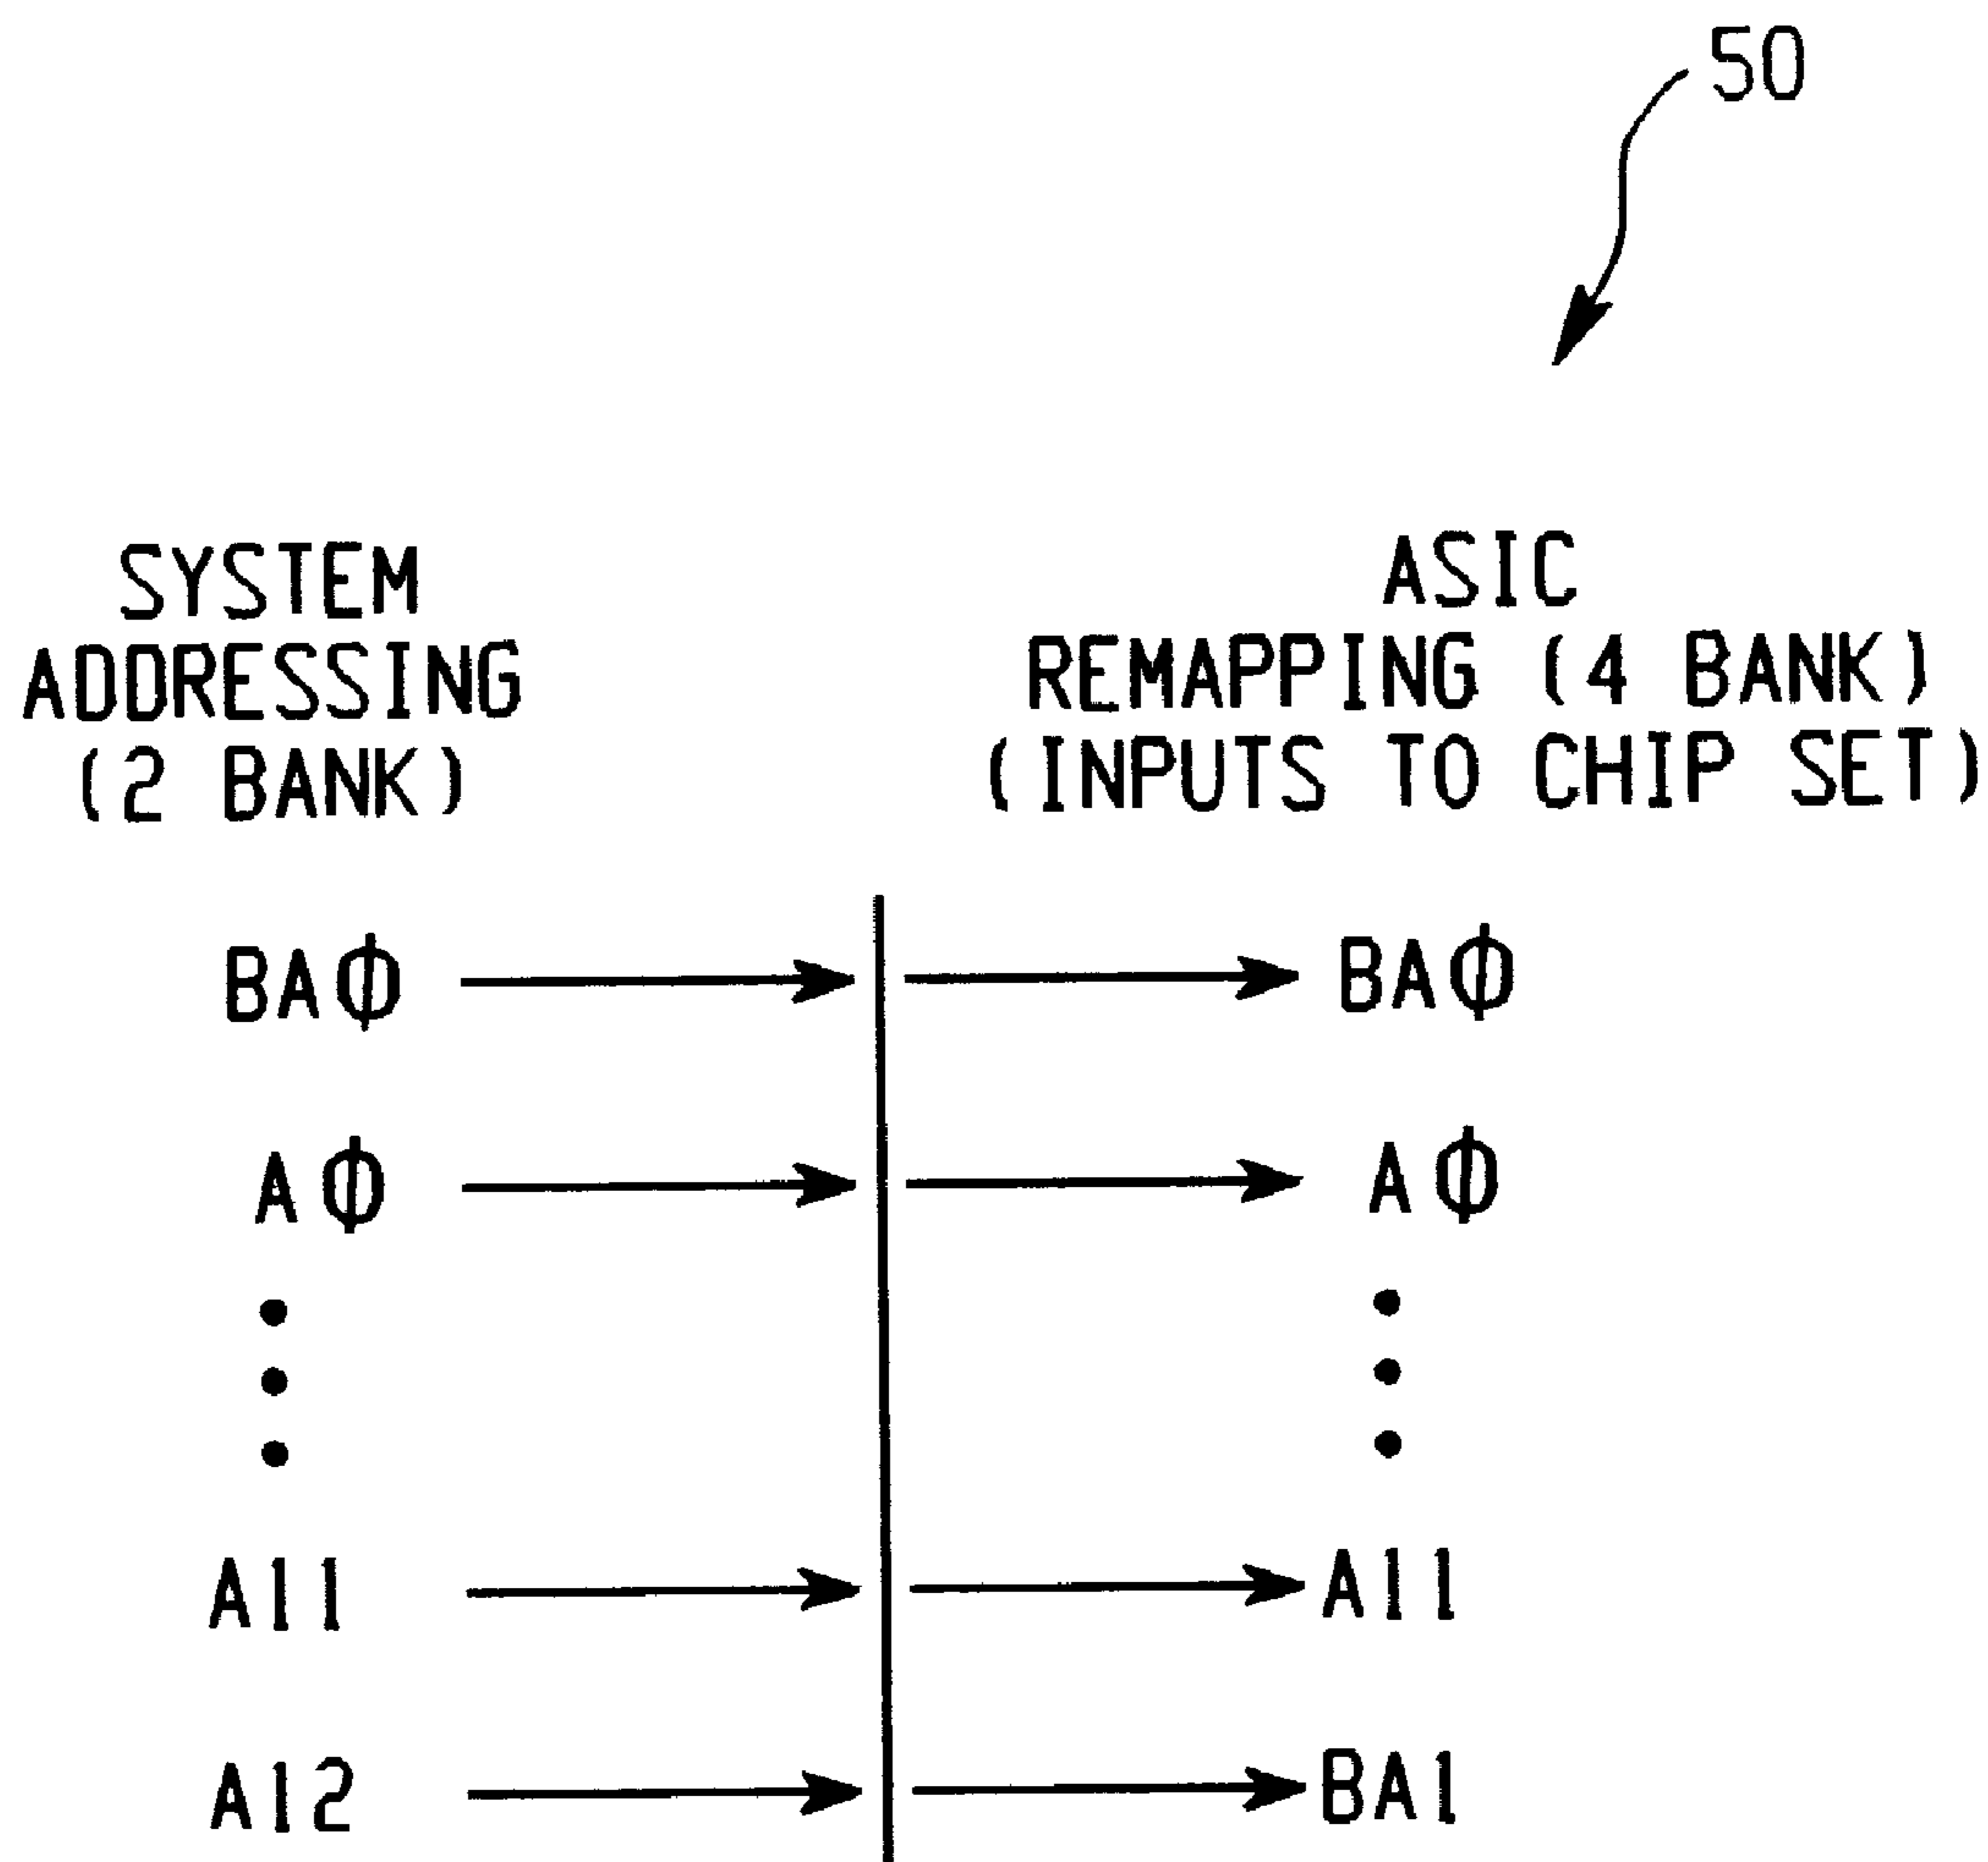 50
SYSTEM
ADDRESSING
(2 BANK)
ASIC
REMAPPING (4 BANK)
(INPUTS TO CHIP SET)
BAΦ BAΦ
AΦ AΦ
A11 A11
A12 BA1